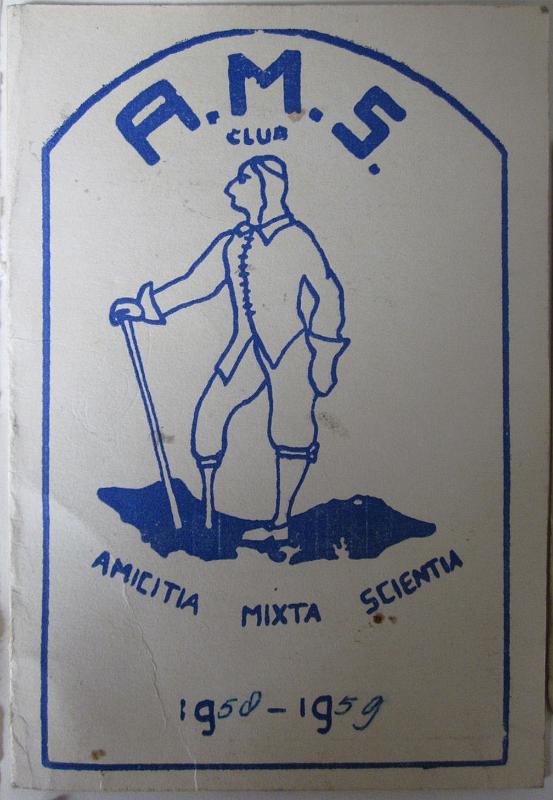 A.M.S.
CLUB
AMICITIA MIXTA SCIENTIA
1958-1959